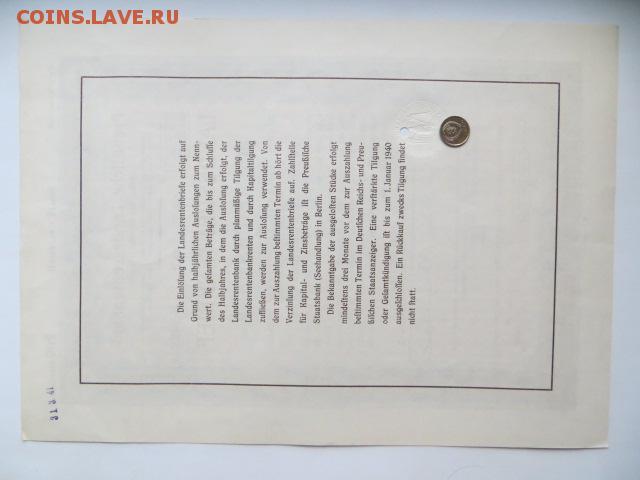 COINS.LAVE.RU
Die Einlösung der Landesrentenbriefe erfolgt auf
Grund von halbjährlichen Auslosungen zum Nenn-
wert. Die gelanten Beträge, die bis zum Schlusse
des Halbjahres, in dem die Auslosung erfolgt, der
Landesrentenbank durch planmäßige Tilgung der
Landesrentenbankrenten und durch Kapitaltilgung
zufließen, werden zur Auslosung verwendet. Von
dem zur Auszahlung bestimmten Termin ab hört die
Verzinsung der Landesrentenbriefe auf. Zahlstelle
für Kapital- und Zinsbeträge ist die Preußische
Staatsbank (Seehandlung) in Berlin.
Die Bekanntgabe der ausgelosten Stücke erfolgt
mindestens drei Monate vor dem zur Auszahlung
bestimmten Termin im Deutschen Reichs- und Preu-
ßischen Staatsanzeiger. Eine verstärkte Tilgung
oder Gesamtkündigung ist bis zum 1. Januar 1940
ausgeschlossen. Ein Rückkauf zwecks Tilgung findet
nicht statt.